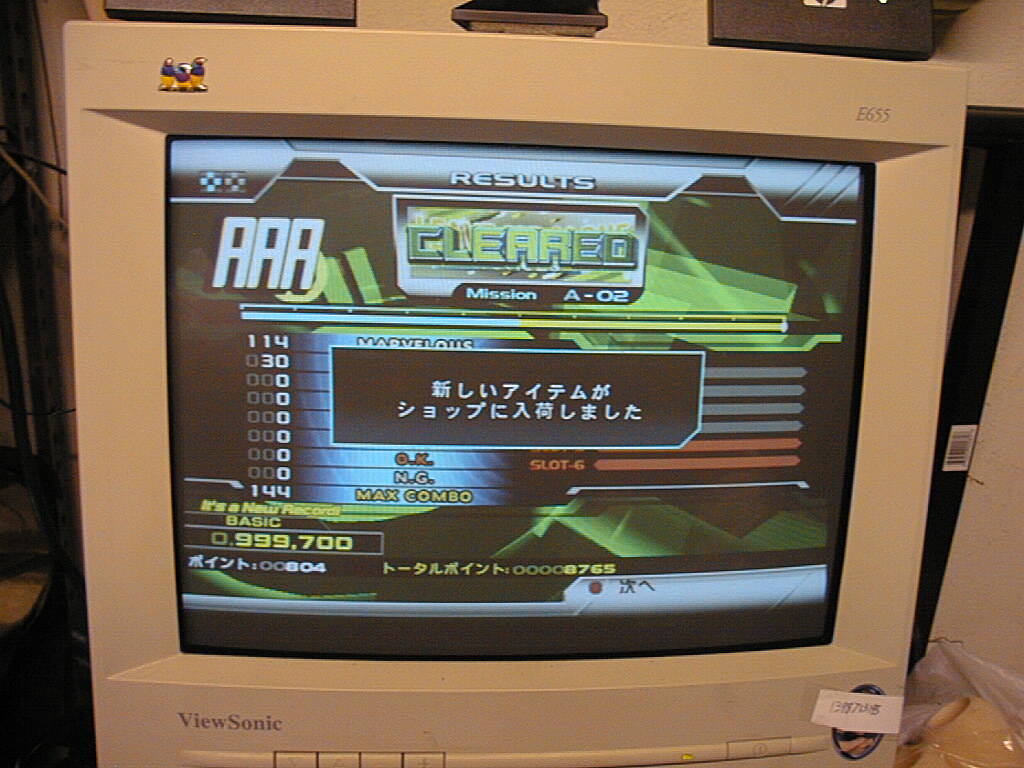 E655
RESULTS
AAA
CLEARED
Mission A-02
114 MARVELOUS
030
000
000
000
000
新しいアイテムが
ショップに入荷しました
000 O.K.
SLOT-6
000 N.G.
144 MAX COMBO
It's a New Record!
BASIC
0,999,700
ポイント:00804
トータルポイント:00008765
次へ
ViewSonic